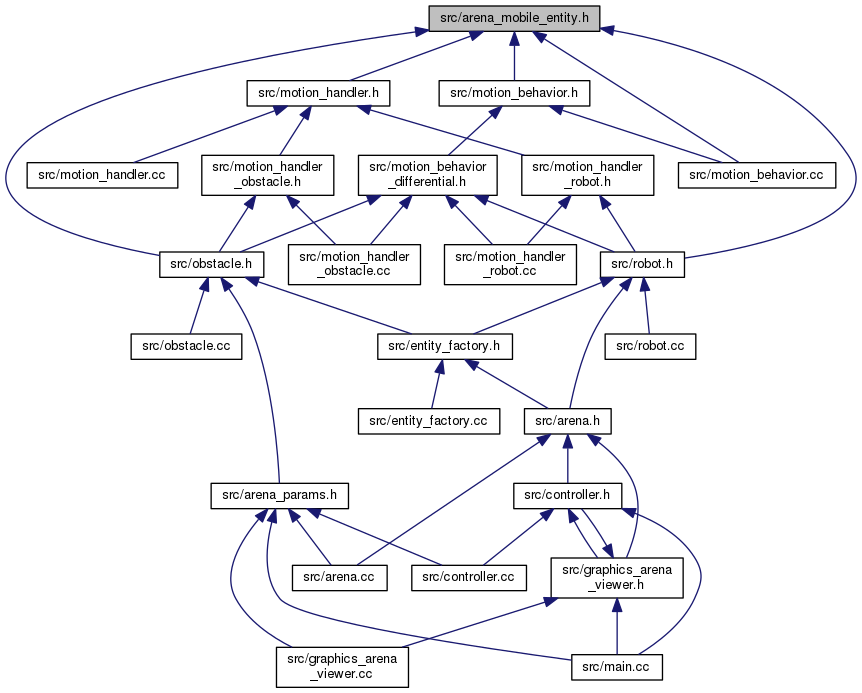 src/arena_mobile_entity.h
src/motion_handler.h
src/motion_behavior.h
src/motion_handler.cc
src/motion_handler
_obstacle.h
src/motion_behavior
_differential.h
src/motion_handler
_robot.h
src/motion_behavior.cc
src/obstacle.h
src/motion_handler
_obstacle.cc
src/motion_handler
_robot.cc
src/robot.h
src/obstacle.cc
src/entity_factory.h
src/robot.cc
src/entity_factory.cc
src/arena.h
src/arena_params.h
src/controller.h
src/arena.cc
src/controller.cc
src/graphics_arena
_viewer.h
src/graphics_arena
_viewer.cc
src/main.cc